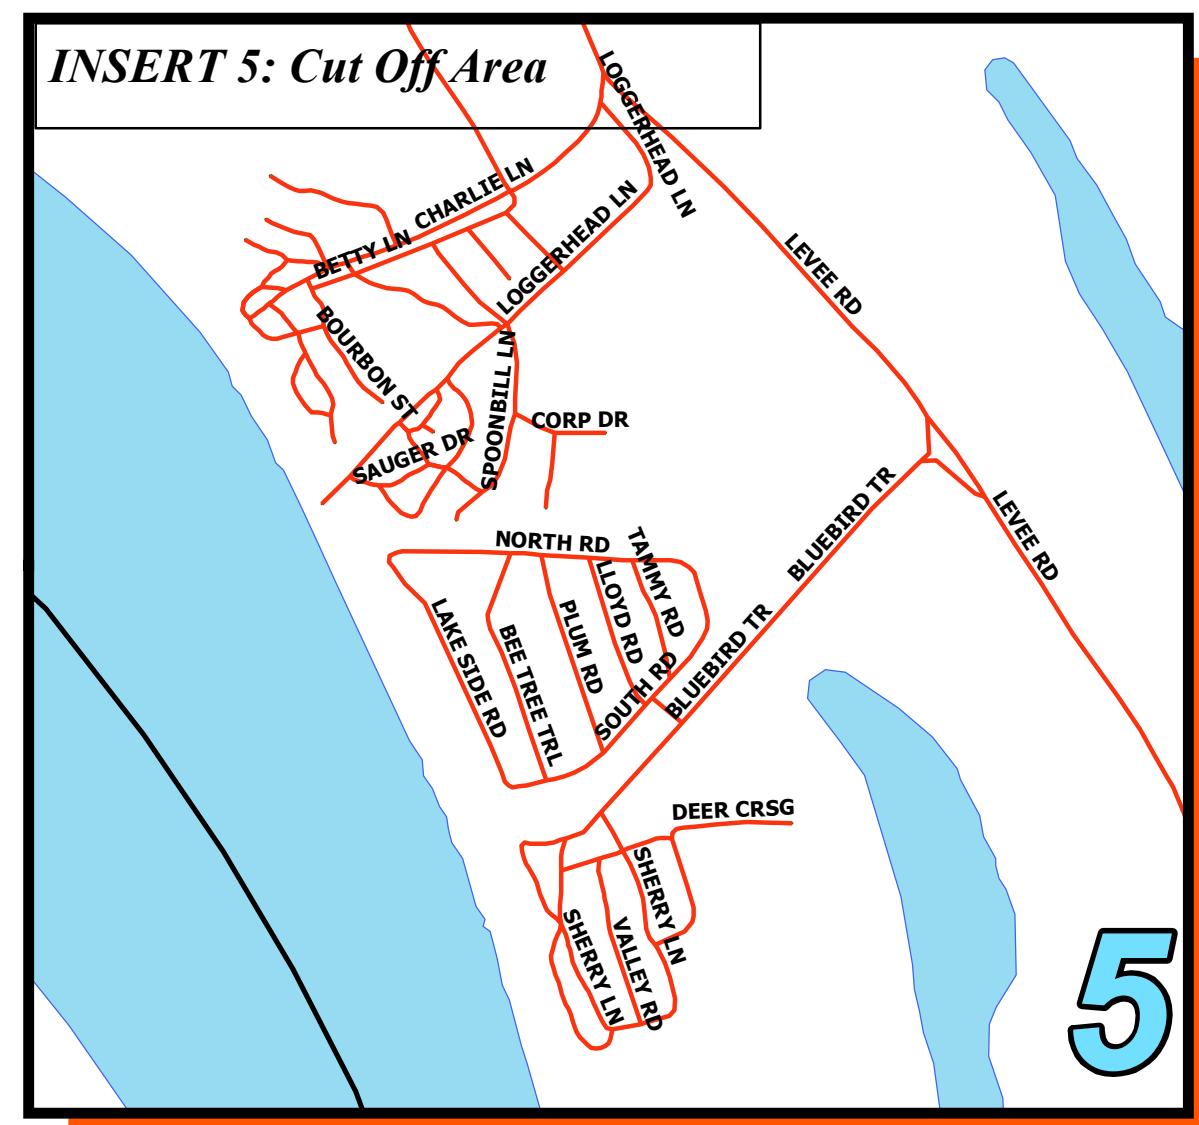 INSERT 5: Cut Off Area
LOGGERHEAD LN
CHARLIE LN
LOGGERHEAD LN
BETTY LN
LEVEE RD
BOURBON ST
SPOONBILL LN
CORP DR
SAUGER DR
BLUEBIRD TR
LEVEE RD
NORTH RD
TAMMY RD
LLOYD RD
LAKE SIDE RD
PLUM RD
BEE TREE TRL
SOUTH RD
BLUEBIRD TR
DEER CRSG
SHERRY LN
SHERRY LN
VALLEY RD
5